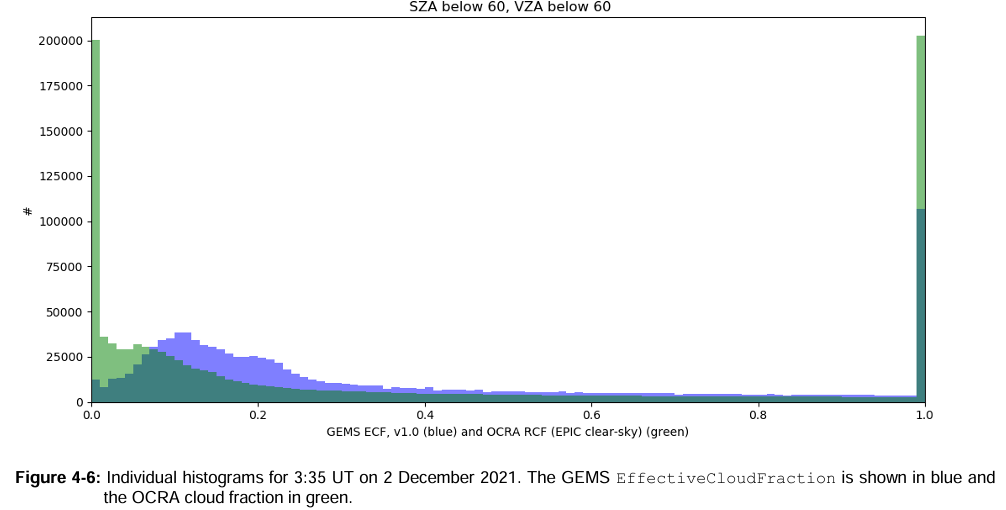 SZA below 60, VZA below 60
200000
175000
150000
125000
100000
75000
50000
25000
0
#
0.0 0.2 0.4 0.6 0.8 1.0
GEMS ECF, v1.0 (blue) and OCRA RCF (EPIC clear-sky) (green)
Figure 4-6: Individual histograms for 3:35 UT on 2 December 2021. The GEMS EffectiveCloudFraction is shown in blue and
the OCRA cloud fraction in green.